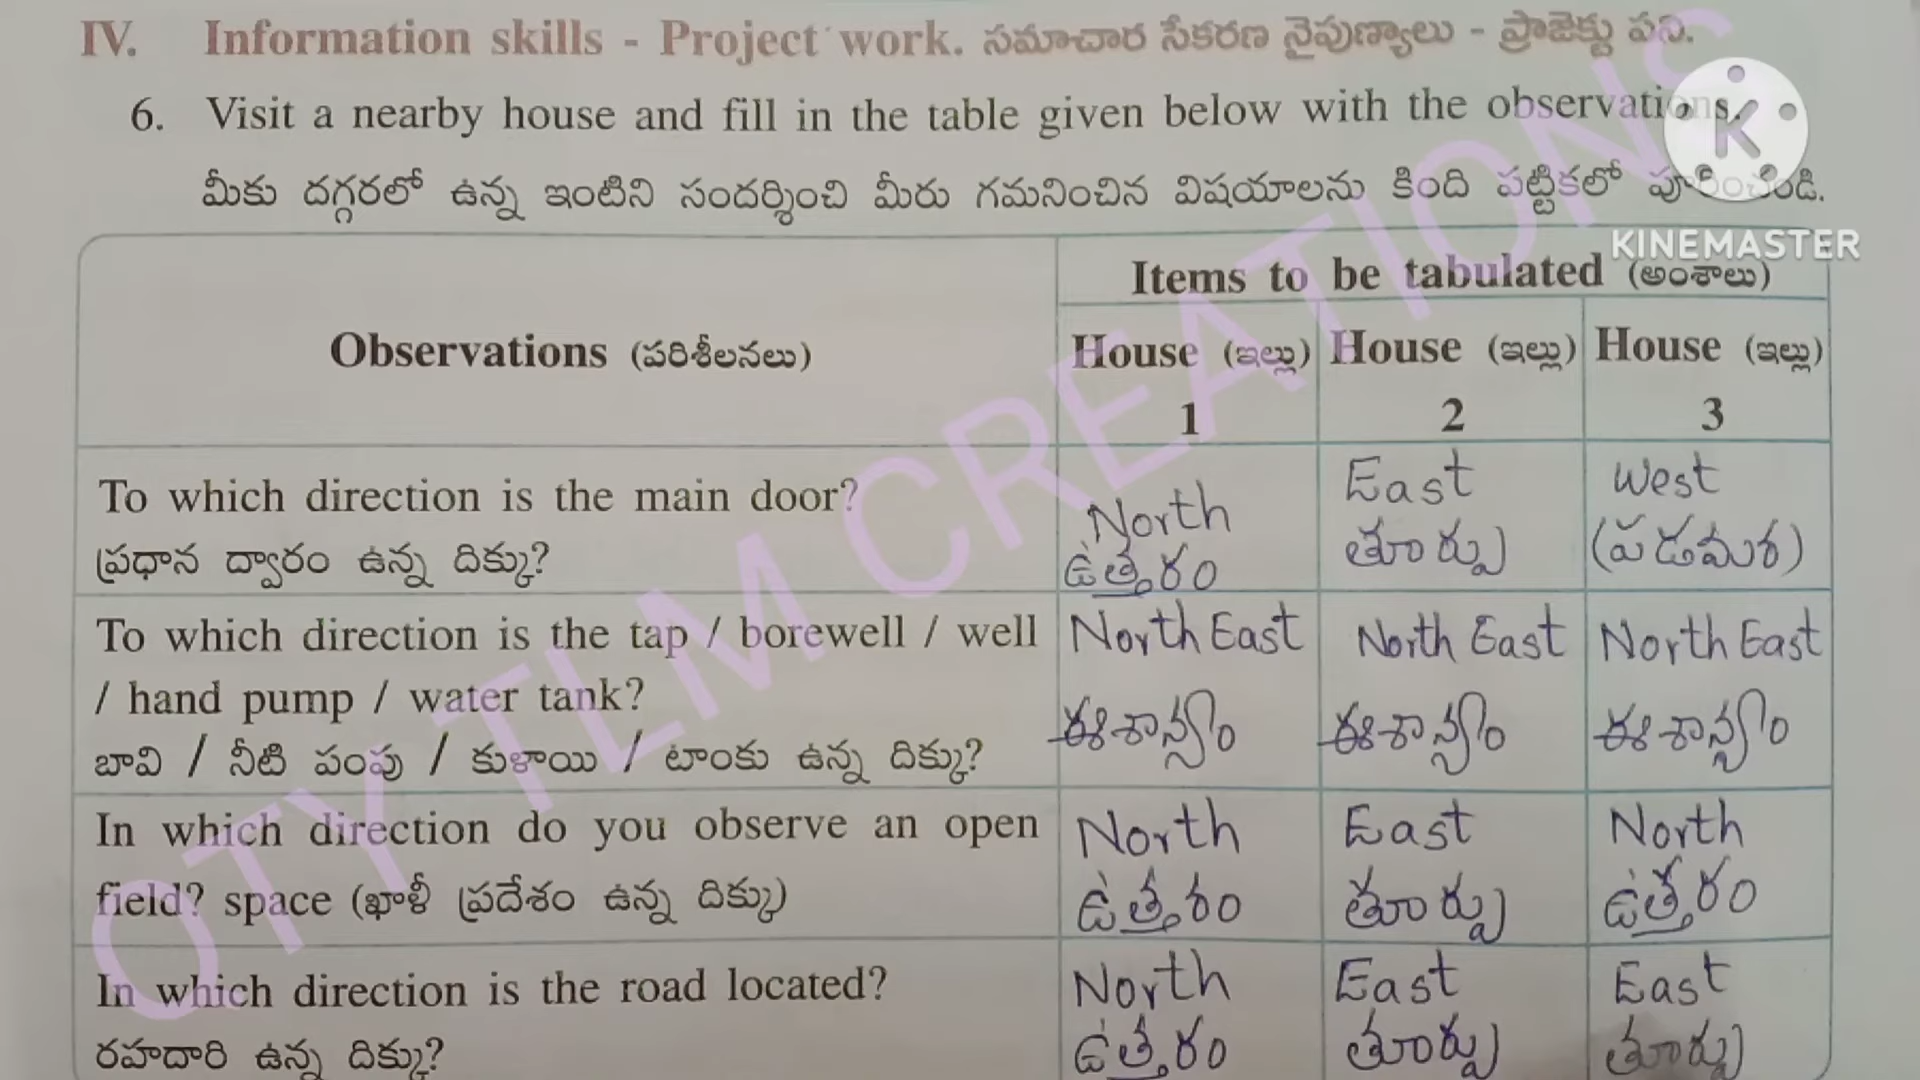 IV. Information skills - Project work. సమాచార సేకరణ నైపుణ్యాలు - ప్రాజెక్టు పని.
6. Visit a nearby house and fill in the table given below with the observations.
మీకు దగ్గరలో ఉన్న ఇంటిని సందర్శించి మీరు గమనించిన విషయాలను కింది పట్టికలో పూరించండి.
KINEMASTER
Observations (పరిశీలనలు)
Items to be tabulated (అంశాలు)
House (ఇల్లు) 1
House (ఇల్లు) 2
House (ఇల్లు) 3
To which direction is the main door?
ప్రధాన ద్వారం ఉన్న దిక్కు?
North
ఉత్తరం
East
తూర్పు
West
(పడమర)
To which direction is the tap / borewell / well
/ hand pump / water tank?
బావి / నీటి పంపు / కుళాయి / టాంకు ఉన్న దిక్కు?
North East
ఈశాన్యం
North East
ఈశాన్యం
North East
ఈశాన్యం
In which direction do you observe an open
field? space (ఖాళీ ప్రదేశం ఉన్న దిక్కు)
North
ఉత్తరం
East
తూర్పు
North
ఉత్తరం
In which direction is the road located?
రహదారి ఉన్న దిక్కు?
North
ఉత్తరం
East
తూర్పు
East
తూర్పు
OTY TLM CREATIONS